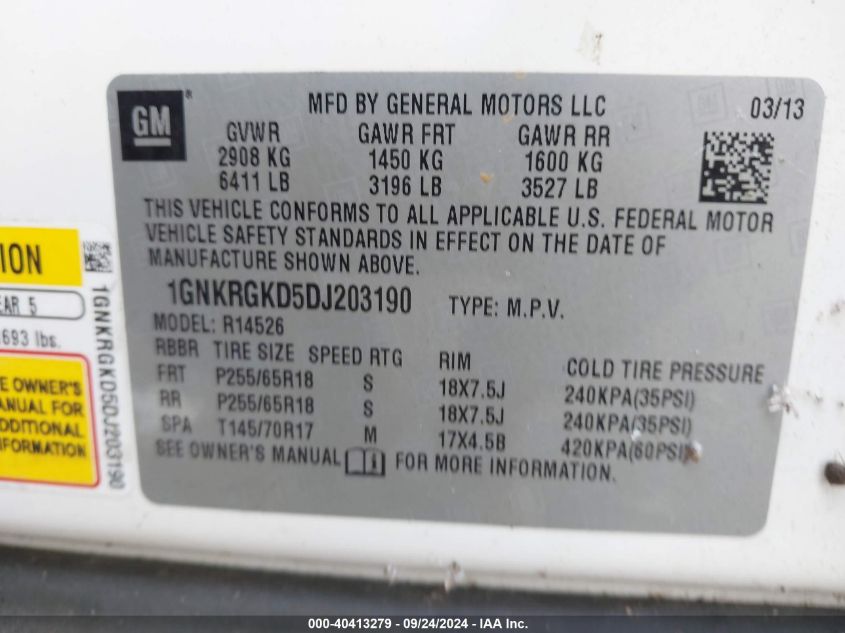 GM
MFD BY GENERAL MOTORS LLC 03/13
GVWR GAWR FRT GAWR RR
2908 KG 1450 KG 1600 KG
6411 LB 3196 LB 3527 LB
THIS VEHICLE CONFORMS TO ALL APPLICABLE U.S. FEDERAL MOTOR
VEHICLE SAFETY STANDARDS IN EFFECT ON THE DATE OF
MANUFACTURE SHOWN ABOVE.
1GNKRGKD5DJ203190 TYPE: M.P.V.
MODEL: R14526
RBBR TIRE SIZE SPEED RTG RIM COLD TIRE PRESSURE
FRT P255/65R18 S 18X7.5J 240KPA(35PSI)
RR P255/65R18 S 18X7.5J 240KPA(35PSI)
SPA T145/70R17 M 17X4.5B 420KPA(60PSI)
SEE OWNER'S MANUAL FOR MORE INFORMATION.
ION
EAR 5
693 lbs.
E OWNER'S
ANUAL FOR
DDITIONAL
FORMATION
1GNKRGKD5DJ203190
000-40413279 - 09/24/2024 - IAA Inc.